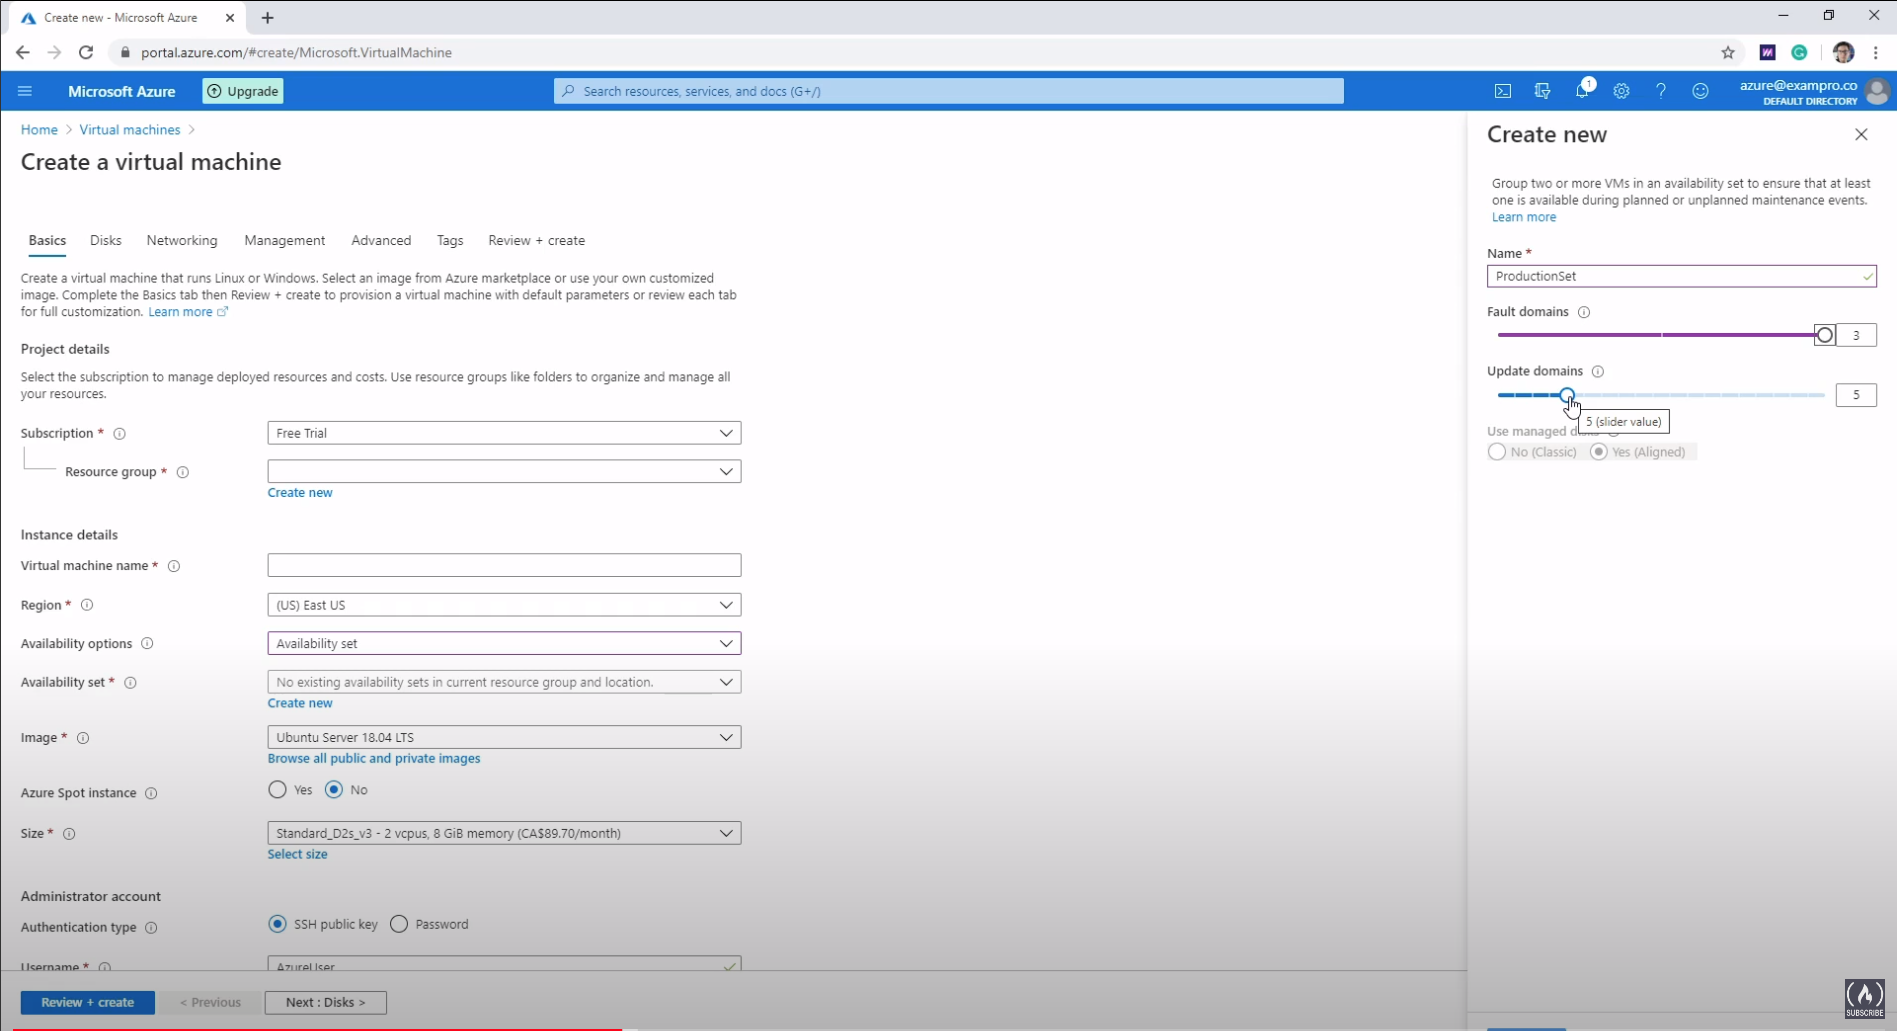 Create new - Microsoft Azure
portal.azure.com/#create/Microsoft.VirtualMachine
Microsoft Azure
Upgrade
Search resources, services, and docs (G+/)
1
azure@exampro.co
DEFAULT DIRECTORY
Home > Virtual machines >
Create a virtual machine
Basics Disks Networking Management Advanced Tags Review + create
Create a virtual machine that runs Linux or Windows. Select an image from Azure marketplace or use your own customized
image. Complete the Basics tab then Review + create to provision a virtual machine with default parameters or review each tab
for full customization. Learn more
Project details
Select the subscription to manage deployed resources and costs. Use resource groups like folders to organize and manage all
your resources.
Subscription * Free Trial
Resource group *
Create new
Instance details
Virtual machine name *
Region * (US) East US
Availability options Availability set
Availability set * No existing availability sets in current resource group and location.
Create new
Image * Ubuntu Server 18.04 LTS
Browse all public and private images
Azure Spot instance Yes No
Size * Standard_D2s_v3 - 2 vcpus, 8 GiB memory (CA$89.70/month)
Select size
Administrator account
Authentication type SSH public key Password
Username * AzureUser
Review + create < Previous Next : Disks >
Create new
Group two or more VMs in an availability set to ensure that at least
one is available during planned or unplanned maintenance events.
Learn more
Name *
ProductionSet
Fault domains
3
Update domains
5
5 (slider value)
Use managed dis
No (Classic) Yes (Aligned)
SUBSCRIBE